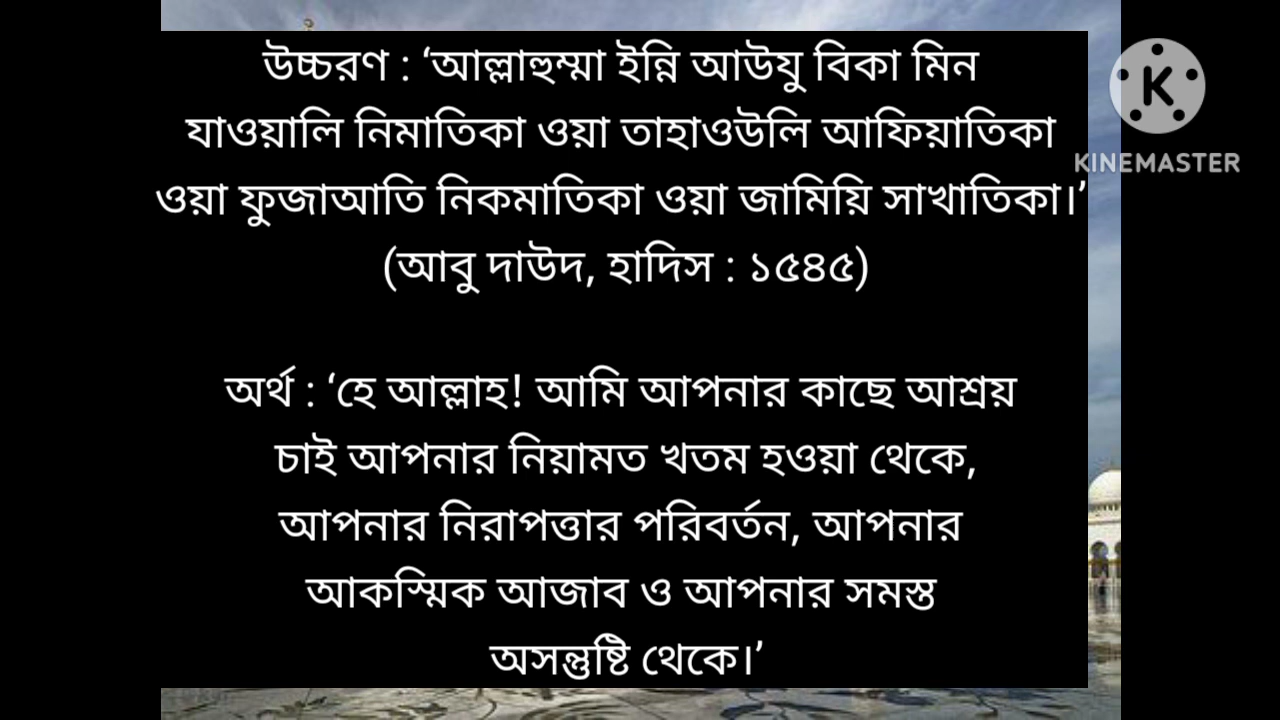 উচ্চরণ : ‘আল্লাহুম্মা ইন্নি আউযু বিকা মিন
যাওয়ালি নিমাতিকা ওয়া তাহাওউলি আফিয়াতিকা
ওয়া ফুজাআতি নিকমাতিকা ওয়া জামিয়ি সাখাতিকা।’
(আবু দাউদ, হাদিস : ১৫৪৫)
অর্থ : ‘হে আল্লাহ! আমি আপনার কাছে আশ্রয়
চাই আপনার নিয়ামত খতম হওয়া থেকে,
আপনার নিরাপত্তার পরিবর্তন, আপনার
আকস্মিক আজাব ও আপনার সমস্ত
অসন্তুষ্টি থেকে।’
K
KINEMASTER